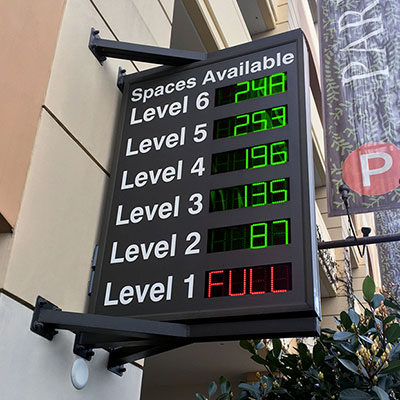 Spaces Available
Level 6 248
Level 5 253
Level 4 196
Level 3 135
Level 2 87
Level 1 FULL
PAR
P